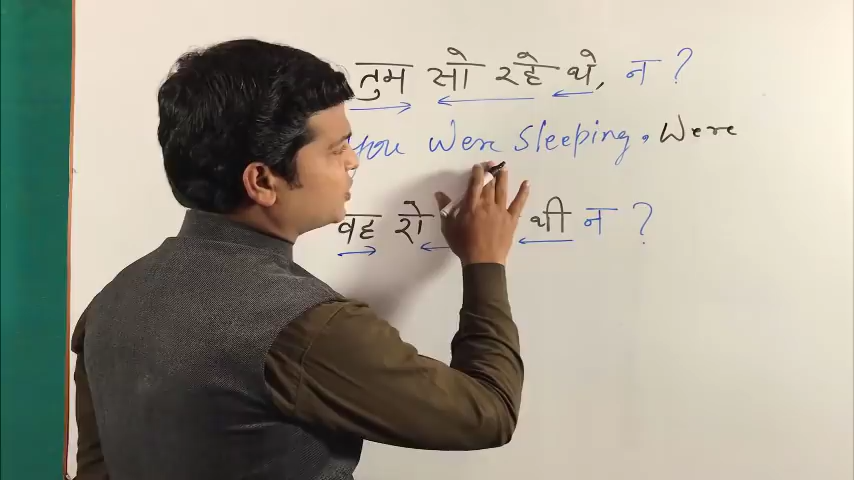 तुम सो रहे थे, न ?
You Were Sleeping. Were
वह रो थी न ?